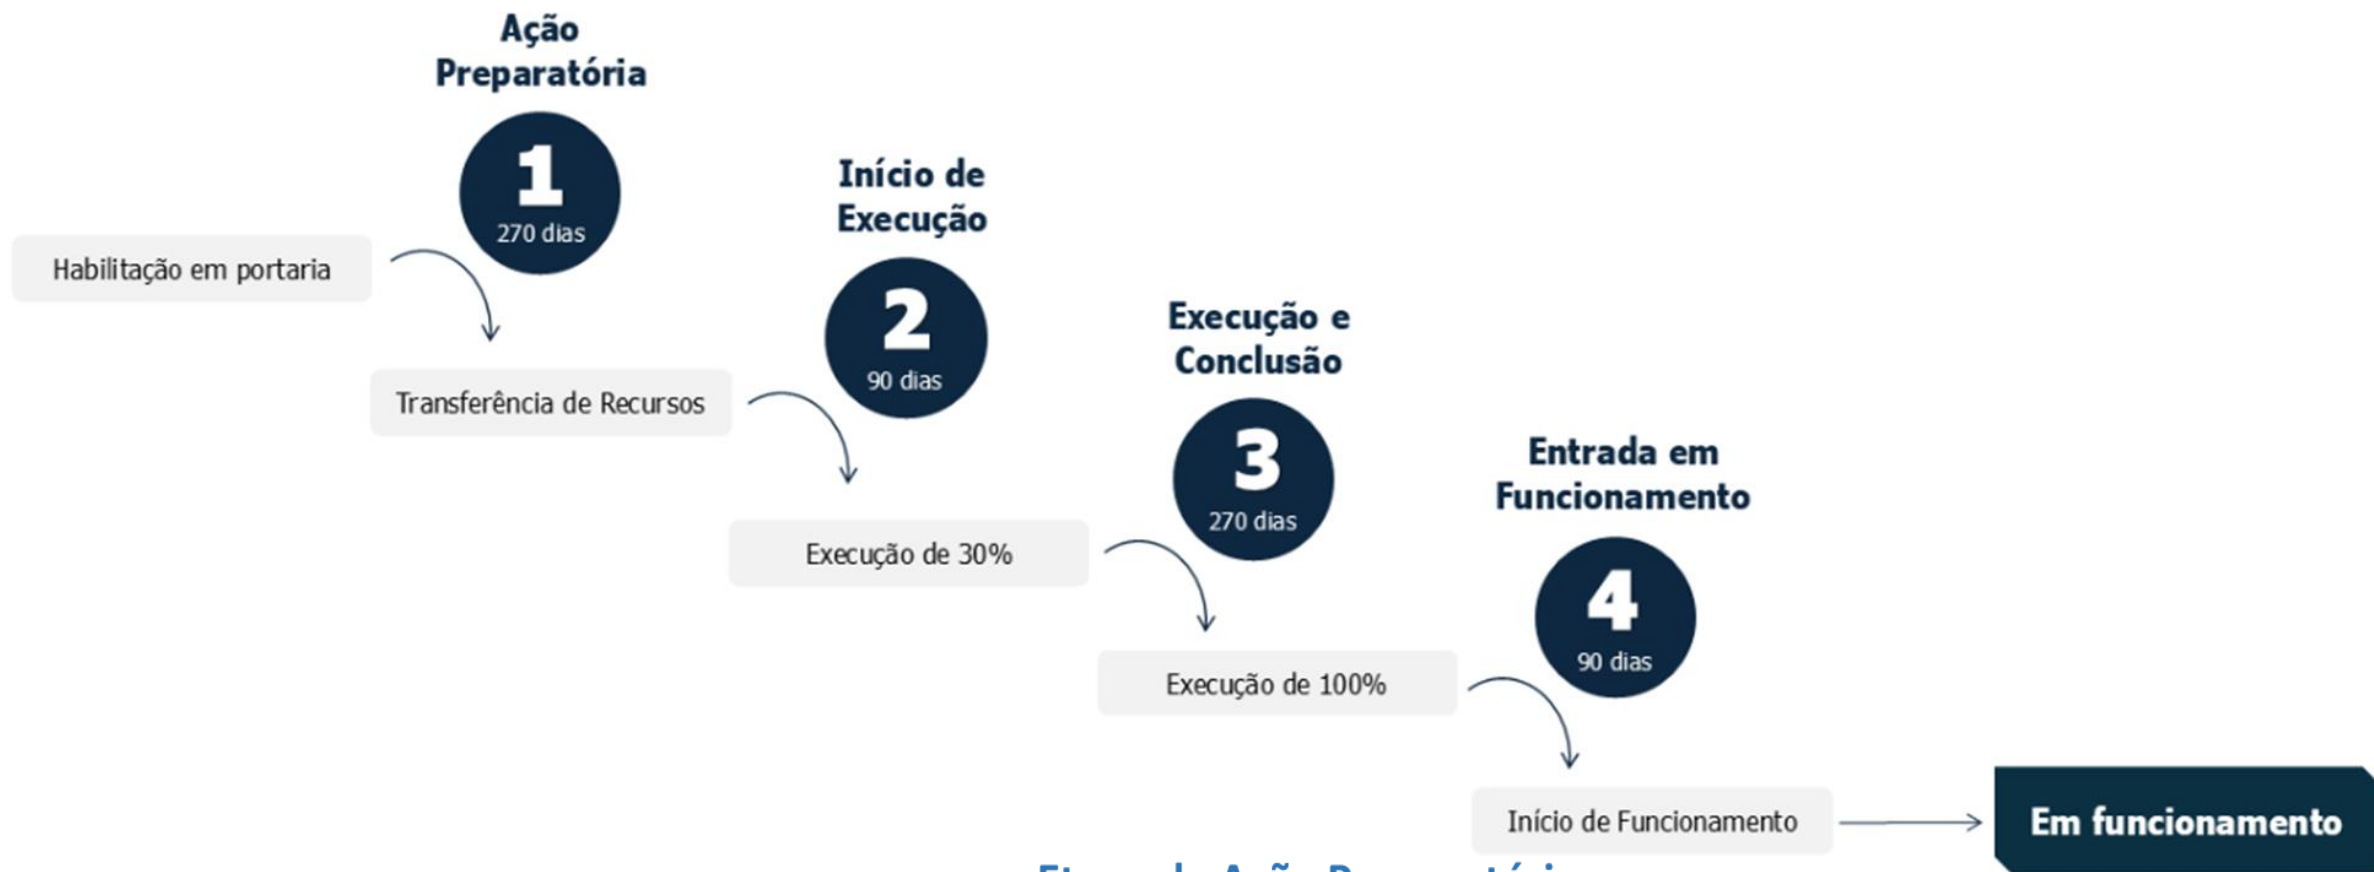 Ação
Preparatória
1
270 dias
Habilitação em portaria
Início de
Execução
2
90 dias
Transferência de Recursos
Execução e
Conclusão
3
270 dias
Execução de 30%
Entrada em
Funcionamento
4
90 dias
Execução de 100%
Início de Funcionamento
Em funcionamento